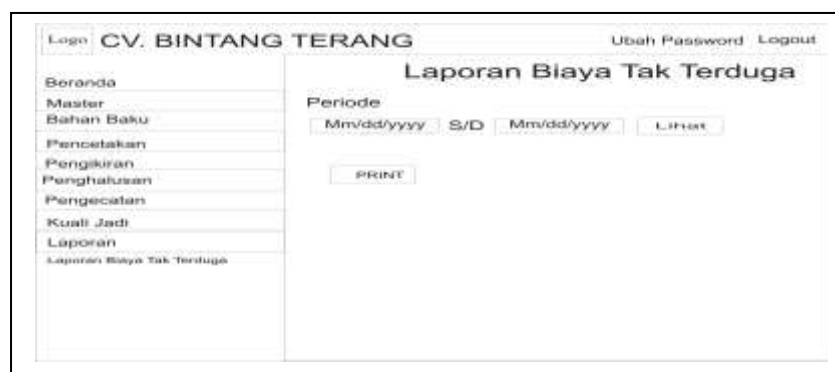 Logo CV. BINTANG TERANG Ubah Password Logout
Laporan Biaya Tak Terduga
Beranda
Master
Bahan Baku
Pencetakan
Pengikiran
Penghalusan
Pengecatan
Kuali Jadi
Laporan
Laporan Biaya Tak Terduga
Periode
Mm/dd/yyyy S/D Mm/dd/yyyy Lihat
PRINT